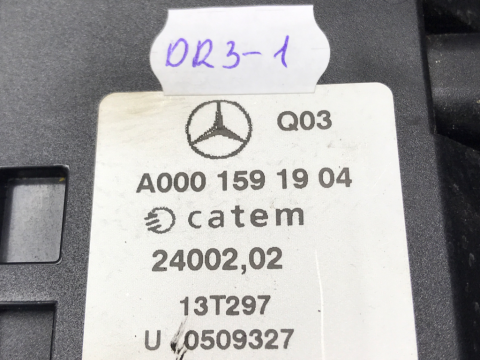 DR3-1
Q03
A000 159 19 04
catem
24002,02
13T297
U 0509327